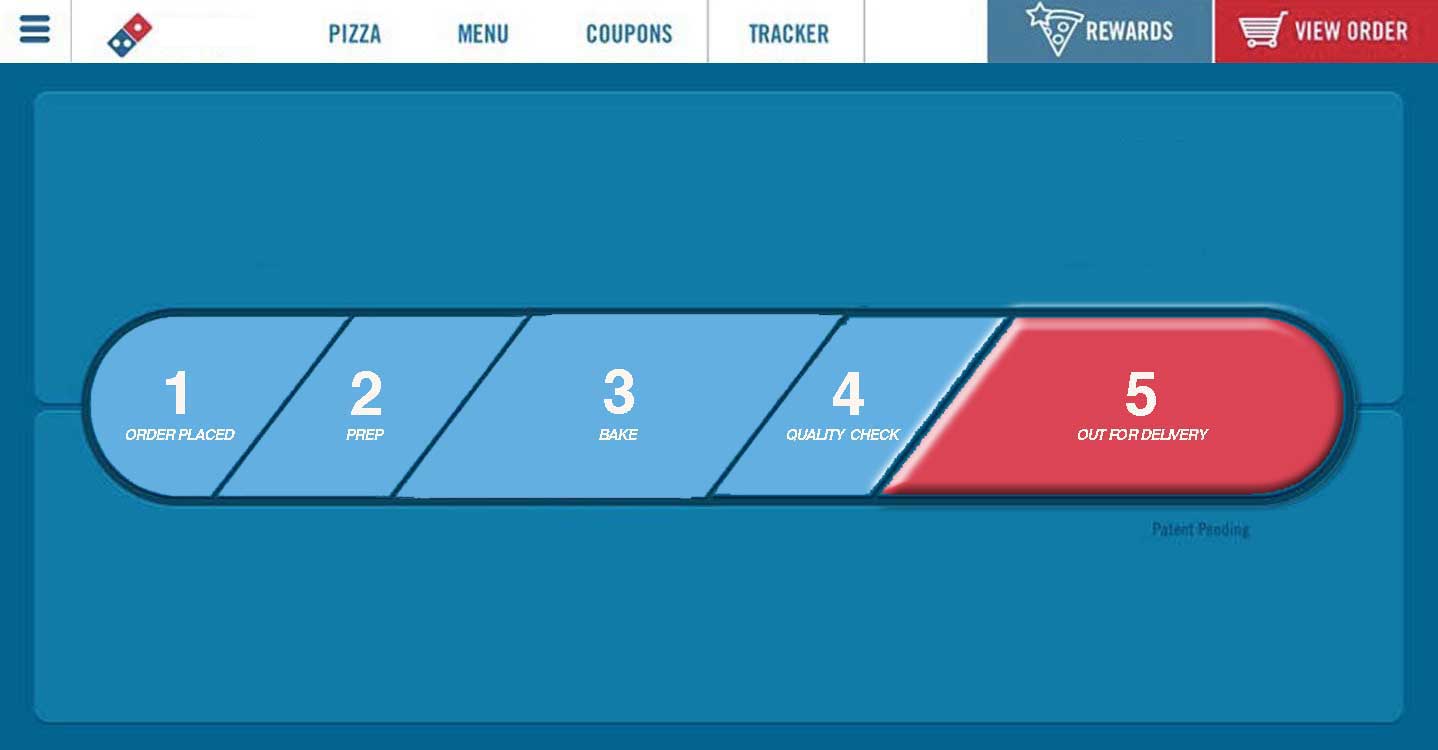 PIZZA MENU COUPONS TRACKER REWARDS VIEW ORDER
1 2 3 4 5
ORDER PLACED PREP BAKE QUALITY CHECK OUT FOR DELIVERY
Patent Pending